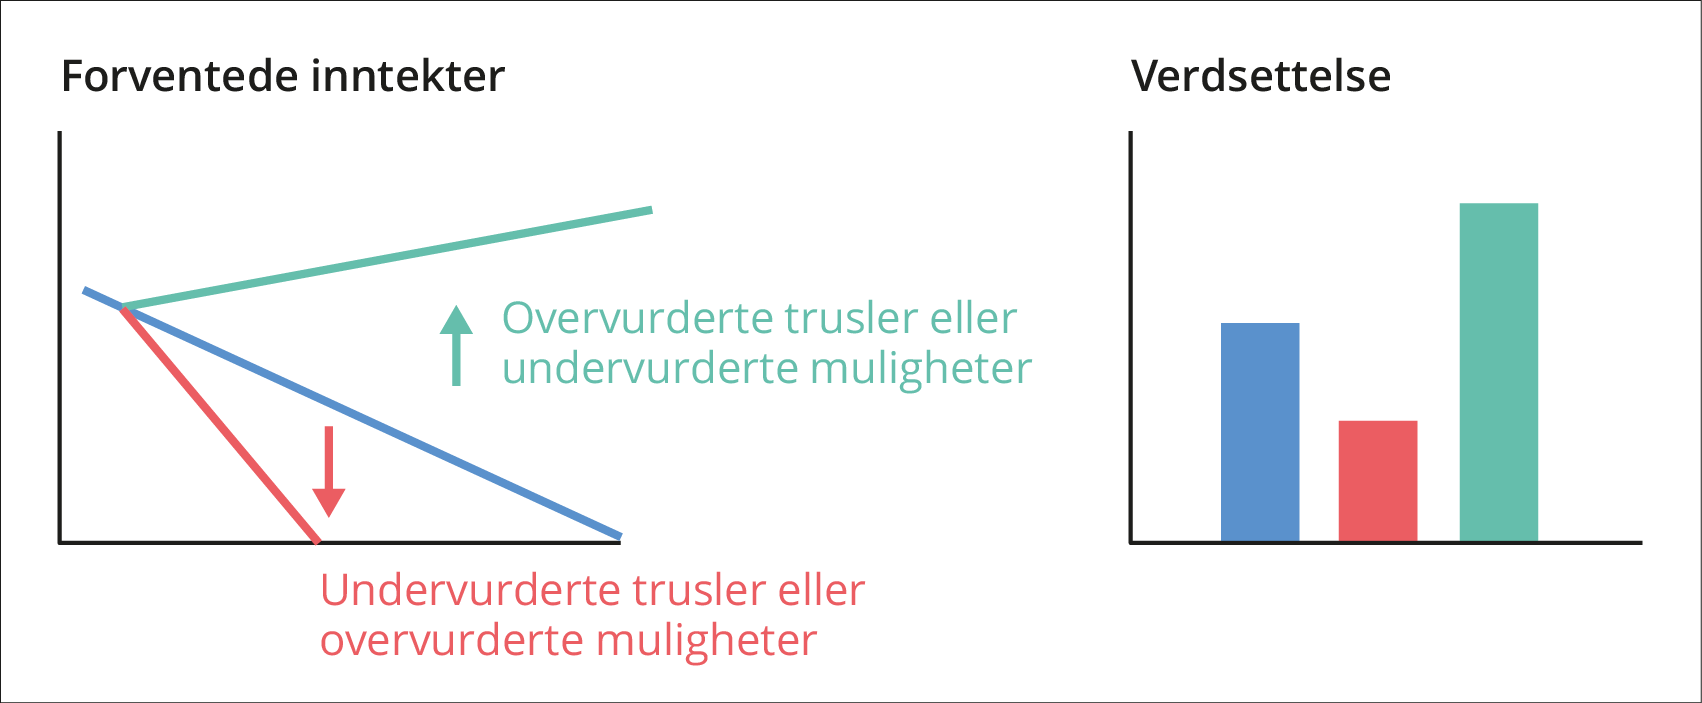 Forventede inntekter
Verdsettelse
Overvurderte trusler eller
undervurderte muligheter
Undervurderte trusler eller
overvurderte muligheter